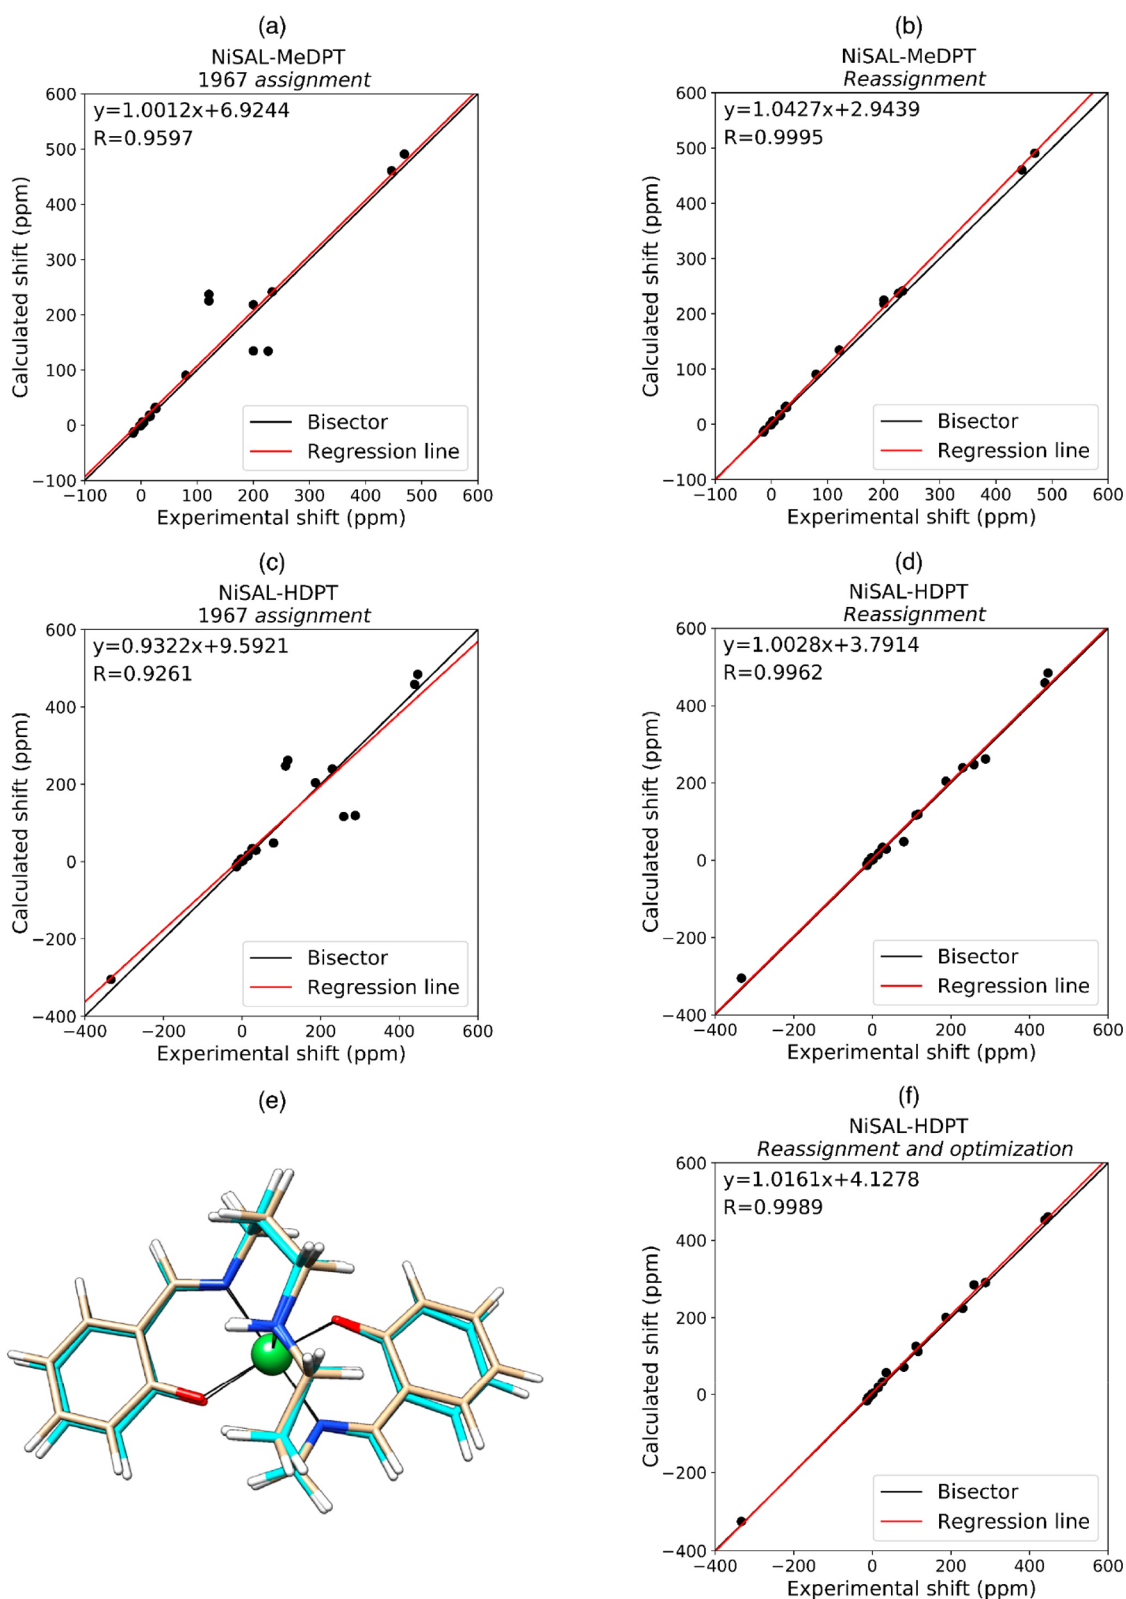 (a)
NiSAL-MeDPT
1967 assignment
y=1.0012x+6.9244
R=0.9597
600
500
400
300
200
100
0
−100
Calculated shift (ppm)
Bisector
Regression line
−100 0 100 200 300 400 500 600
Experimental shift (ppm)
(b)
NiSAL-MeDPT
Reassignment
y=1.0427x+2.9439
R=0.9995
600
500
400
300
200
100
0
−100
Calculated shift (ppm)
Bisector
Regression line
−100 0 100 200 300 400 500 600
Experimental shift (ppm)
(c)
NiSAL-HDPT
1967 assignment
y=0.9322x+9.5921
R=0.9261
600
400
200
0
−200
−400
Calculated shift (ppm)
Bisector
Regression line
−400 −200 0 200 400 600
Experimental shift (ppm)
(d)
NiSAL-HDPT
Reassignment
y=1.0028x+3.7914
R=0.9962
600
400
200
0
−200
−400
Calculated shift (ppm)
Bisector
Regression line
−400 −200 0 200 400 600
Experimental shift (ppm)
(e)
(f)
NiSAL-HDPT
Reassignment and optimization
y=1.0161x+4.1278
R=0.9989
600
400
200
0
−200
−400
Calculated shift (ppm)
Bisector
Regression line
−400 −200 0 200 400 600
Experimental shift (ppm)